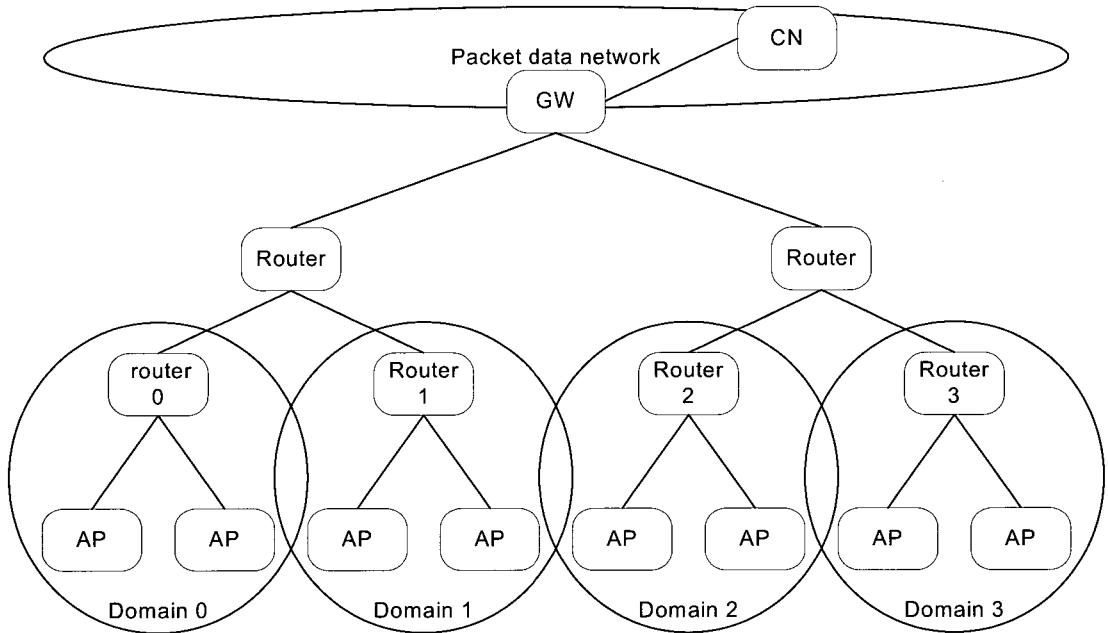 CN
Packet data network
GW
Router
Router
router
0
Router
1
Router
2
Router
3
AP
AP
AP
AP
AP
AP
AP
AP
Domain 0
Domain 1
Domain 2
Domain 3